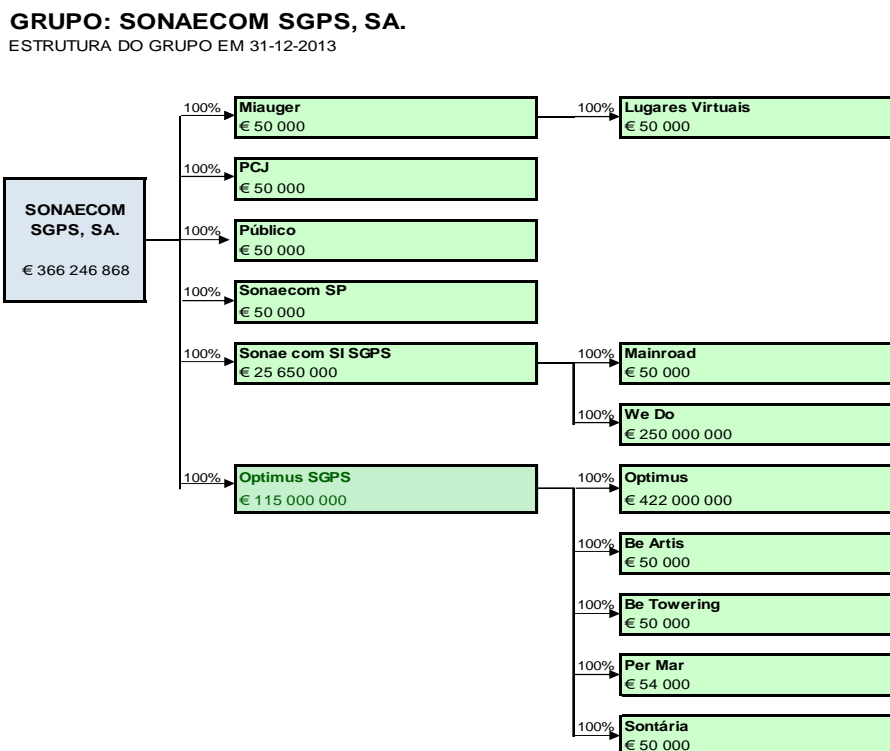 GRUPO: SONAECOM SGPS, SA.
ESTRUTURA DO GRUPO EM 31-12-2013
SONAECOM
SGPS, SA.
€ 366 246 868
100%
Miauger
€ 50 000
100%
Lugares Virtuais
€ 50 000
100%
PCJ
€ 50 000
100%
Público
€ 50 000
100%
Sonaecom SP
€ 50 000
100%
Sonae com SI SGPS
€ 25 650 000
100%
Mainroad
€ 50 000
100%
We Do
€ 250 000 000
100%
Optimus SGPS
€ 115 000 000
100%
Optimus
€ 422 000 000
100%
Be Artis
€ 50 000
100%
Be Towering
€ 50 000
100%
Per Mar
€ 54 000
100%
Sontária
€ 50 000